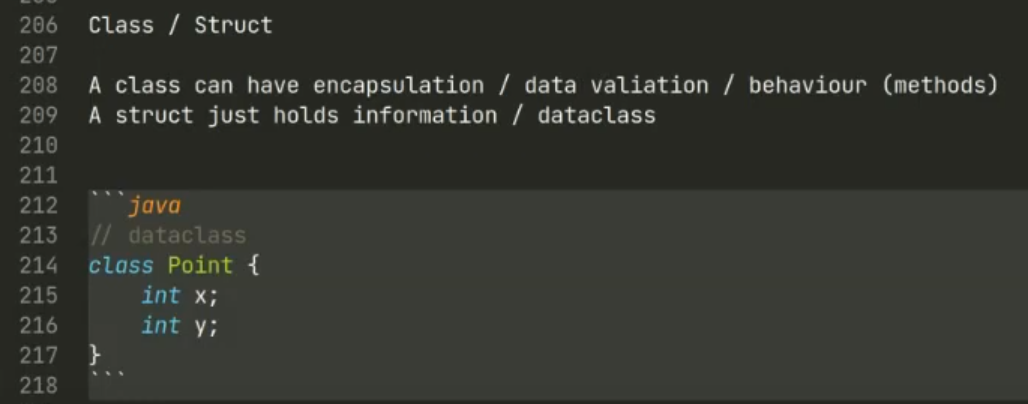 206 Class / Struct
207
208 A class can have encapsulation / data valiation / behaviour (methods)
209 A struct just holds information / dataclass
210
211
212 ```java
213 // dataclass
214 class Point {
215     int x;
216     int y;
217 }
218 ```